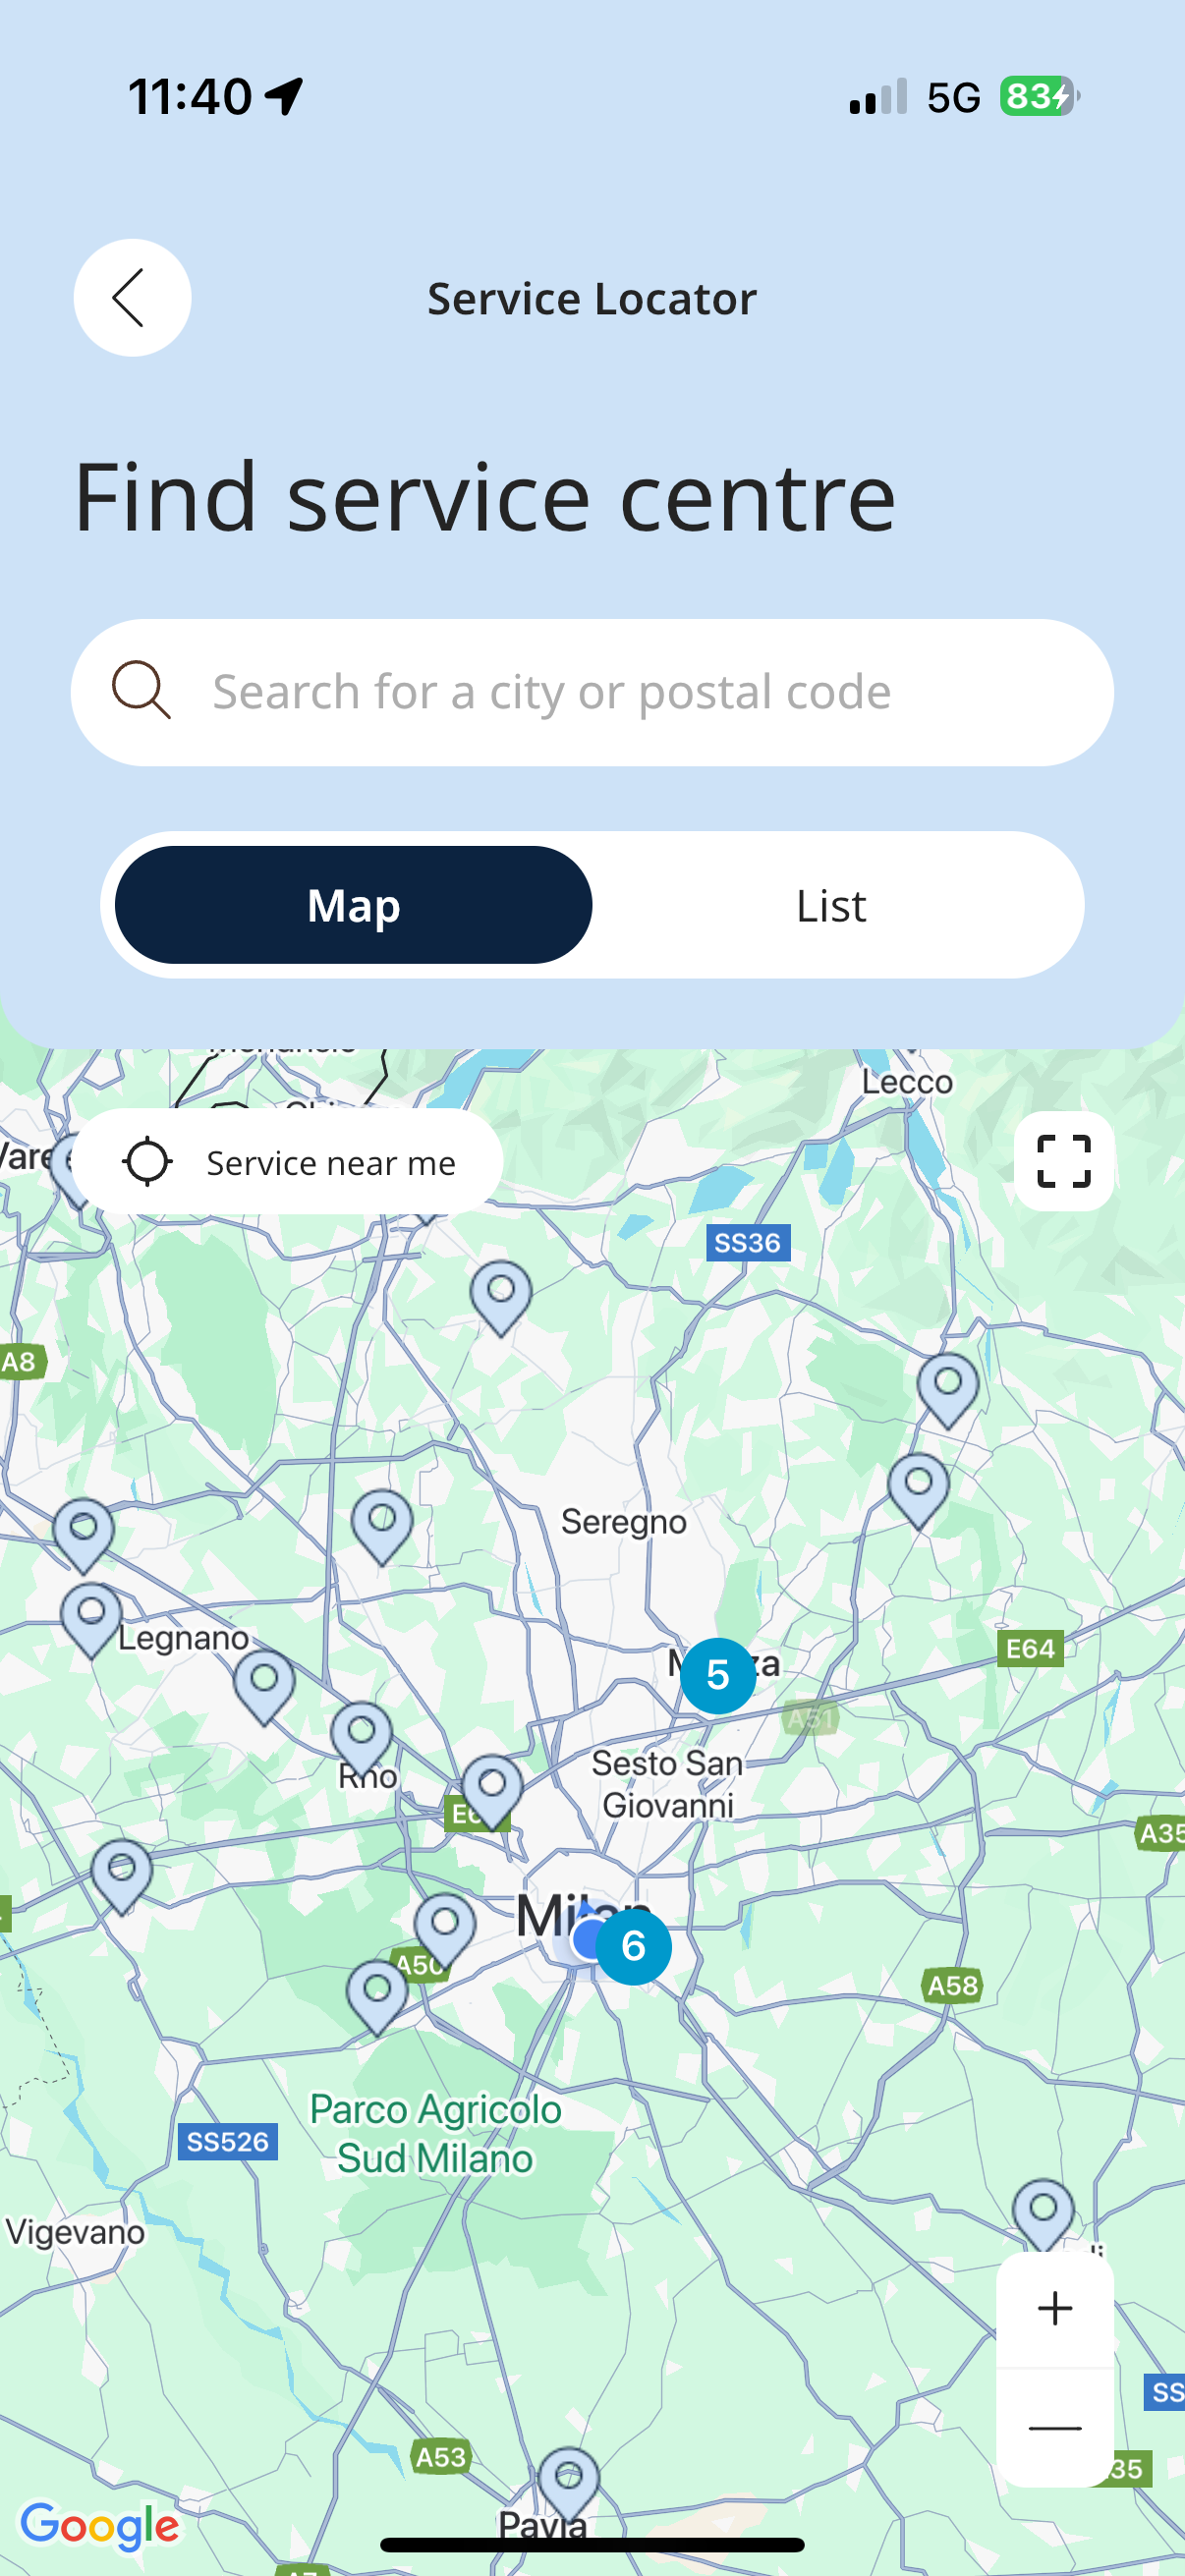 11:40
5G
83
Service Locator
Find service centre
Search for a city or postal code
Map
List
Lecco
Service near me
SS36
A8
Seregno
Legnano
5
E64
A51
Rho
Sesto San
Giovanni
A35
Milan
6
A50
A58
Parco Agricolo
Sud Milano
SS526
Vigevano
+
—
SS
A53
35
Google
Pavia